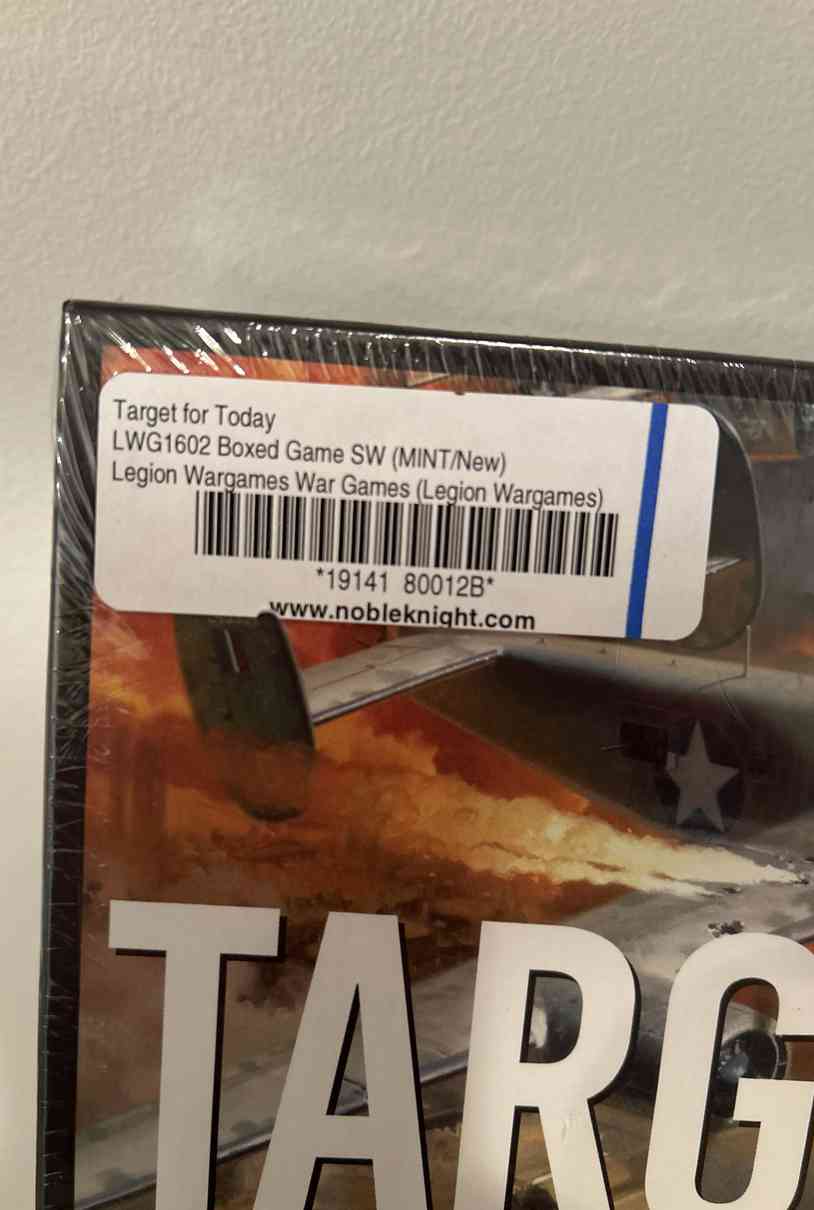 Target for Today
LWG1602 Boxed Game SW (MINT/New)
Legion Wargames War Games (Legion Wargames)
*19141 80012B*
www.nobleknight.com
TARG